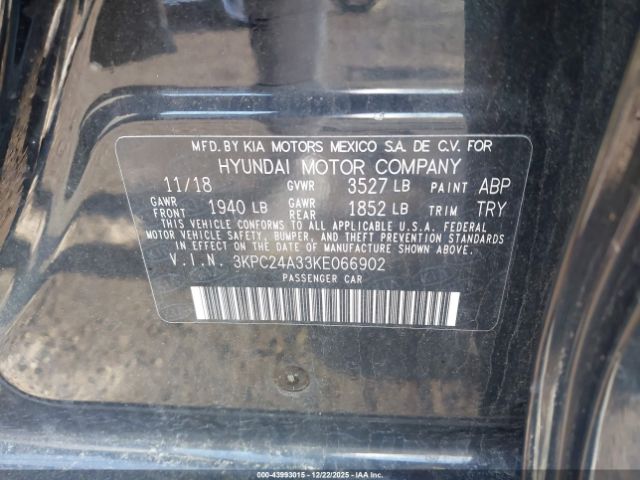 MFD. BY KIA MOTORS MEXICO S.A. DE C.V. FOR
HYUNDAI MOTOR COMPANY
11/18 GVWR 3527 LB PAINT ABP
GAWR FRONT 1940 LB GAWR REAR 1852 LB TRIM TRY
THIS VEHICLE CONFORMS TO ALL APPLICABLE U.S.A. FEDERAL
MOTOR VEHICLE SAFETY, BUMPER, AND THEFT PREVENTION STANDARDS
IN EFFECT ON THE DATE OF MANUFACTURE SHOWN ABOVE.
V.I.N. 3KPC24A33KE066902
PASSENGER CAR
000-43993015 - 12/22/2025 - IAAI.COM